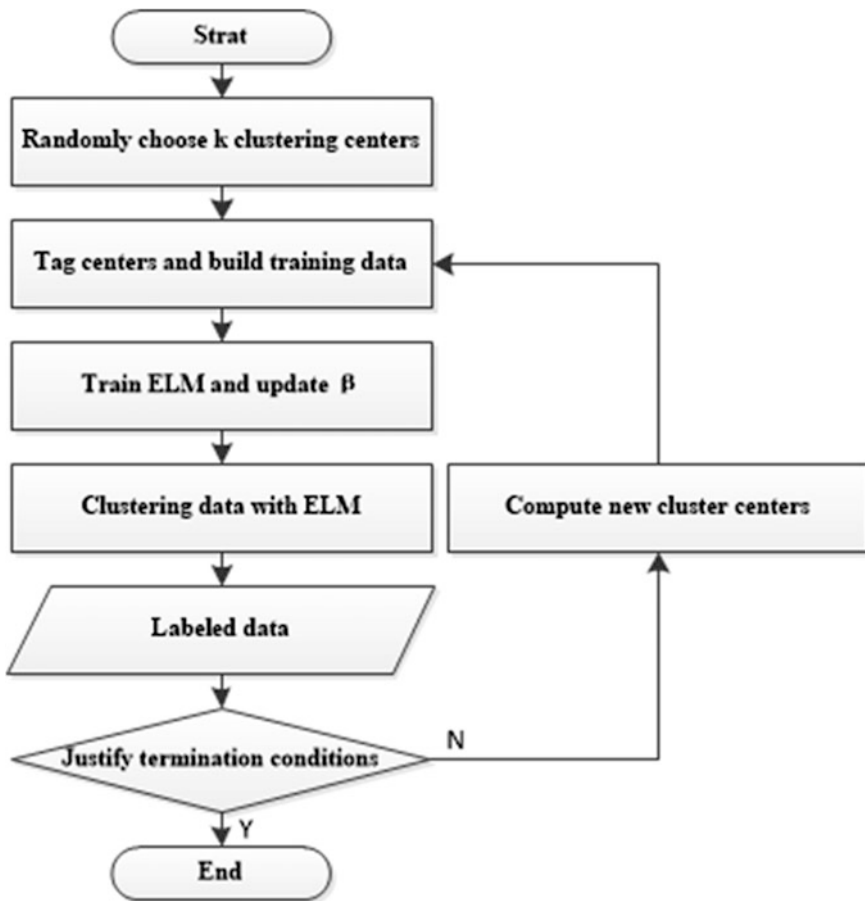 Strat
Randomly choose k clustering centers
Tag centers and build training data
Train ELM and update β
Clustering data with ELM
Compute new cluster centers
Labeled data
Justify termination conditions
N
Y
End